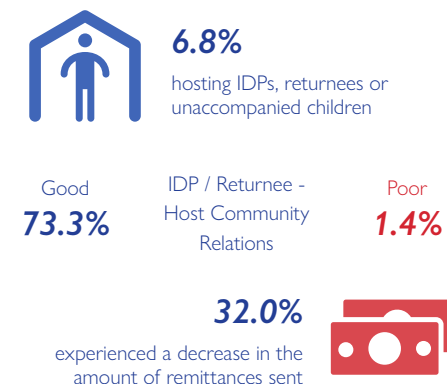 6.8%
hosting IDPs, returnees or
unaccompanied children
Good
73.3%
IDP / Returnee -
Host Community
Relations
Poor
1.4%
32.0%
experienced a decrease in the
amount of remittances sent